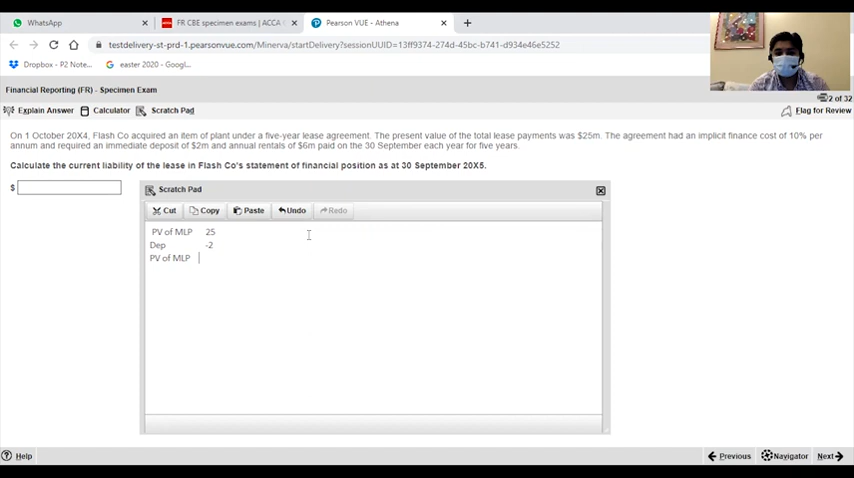 WhatsApp
FR CBE specimen exams | ACCA
Pearson VUE - Athena
testdelivery-st-prd-1.pearsonvue.com/Minerva/startDelivery?sessionUUID=13ff9374-274d-45bc-b741-d934e46e5252
Dropbox - P2 Note...
easter 2020 - Googl...
Financial Reporting (FR) - Specimen Exam
2 of 32
Explain Answer
Calculator
Scratch Pad
Flag for Review
On 1 October 20X4, Flash Co acquired an item of plant under a five-year lease agreement. The present value of the total lease payments was $25m. The agreement had an implicit finance cost of 10% per
annum and required an immediate deposit of $2m and annual rentals of $6m paid on the 30 September each year for five years.
Calculate the current liability of the lease in Flash Co's statement of financial position as at 30 September 20X5.
$
Scratch Pad
Cut
Copy
Paste
Undo
Redo
PV of MLP 25
Dep -2
PV of MLP
Help
Previous
Navigator
Next